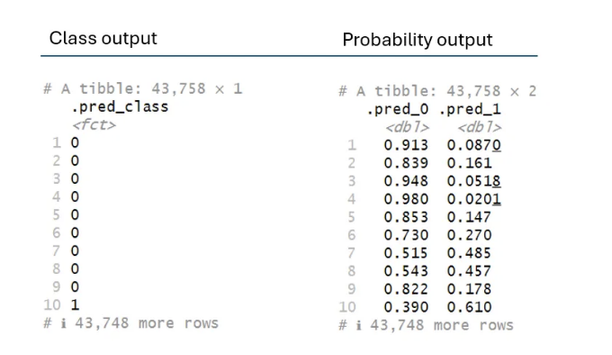 Class output
# A tibble: 43,758 × 1
.pred_class
<fct>
1 0
2 0
3 0
4 0
5 0
6 0
7 0
8 0
9 0
10 1
# ℹ 43,748 more rows
Probability output
# A tibble: 43,758 × 2
.pred_0 .pred_1
<dbl> <dbl>
1 0.913 0.0870
2 0.839 0.161
3 0.948 0.0518
4 0.980 0.0201
5 0.853 0.147
6 0.730 0.270
7 0.515 0.485
8 0.543 0.457
9 0.822 0.178
10 0.390 0.610
# ℹ 43,748 more rows